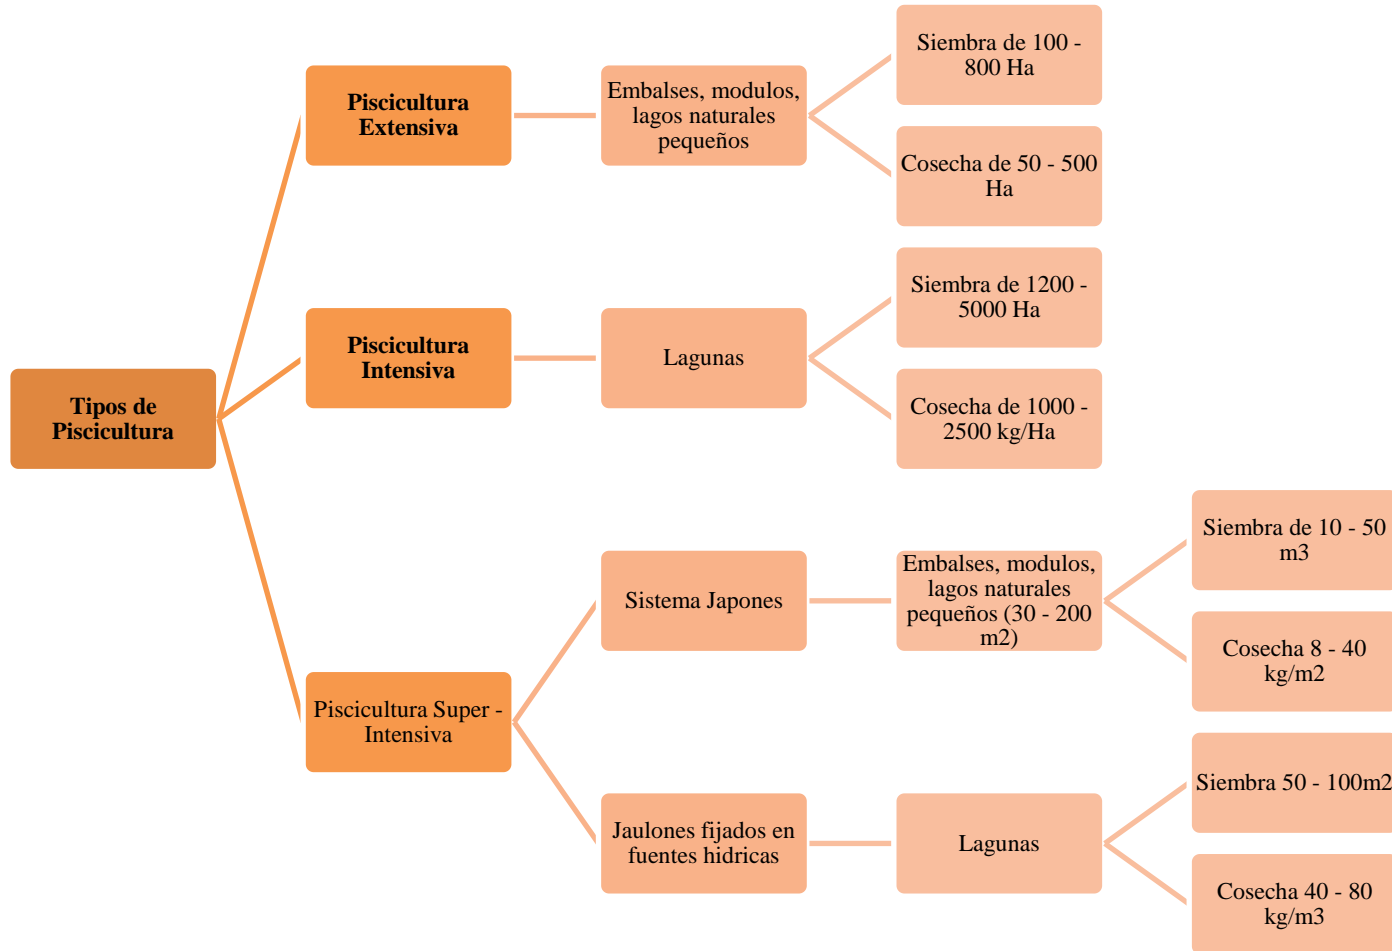 Tipos de
Piscicultura
Piscicultura
Extensiva
Embalses, modulos,
lagos naturales
pequeños
Siembra de 100 -
800 Ha
Cosecha de 50 - 500
Ha
Piscicultura
Intensiva
Lagunas
Siembra de 1200 -
5000 Ha
Cosecha de 1000 -
2500 kg/Ha
Piscicultura Super -
Intensiva
Sistema Japones
Embalses, modulos,
lagos naturales
pequeños (30 - 200
m2)
Siembra de 10 - 50
m3
Cosecha 8 - 40
kg/m2
Jaulones fijados en
fuentes hidricas
Lagunas
Siembra 50 - 100m2
Cosecha 40 - 80
kg/m3